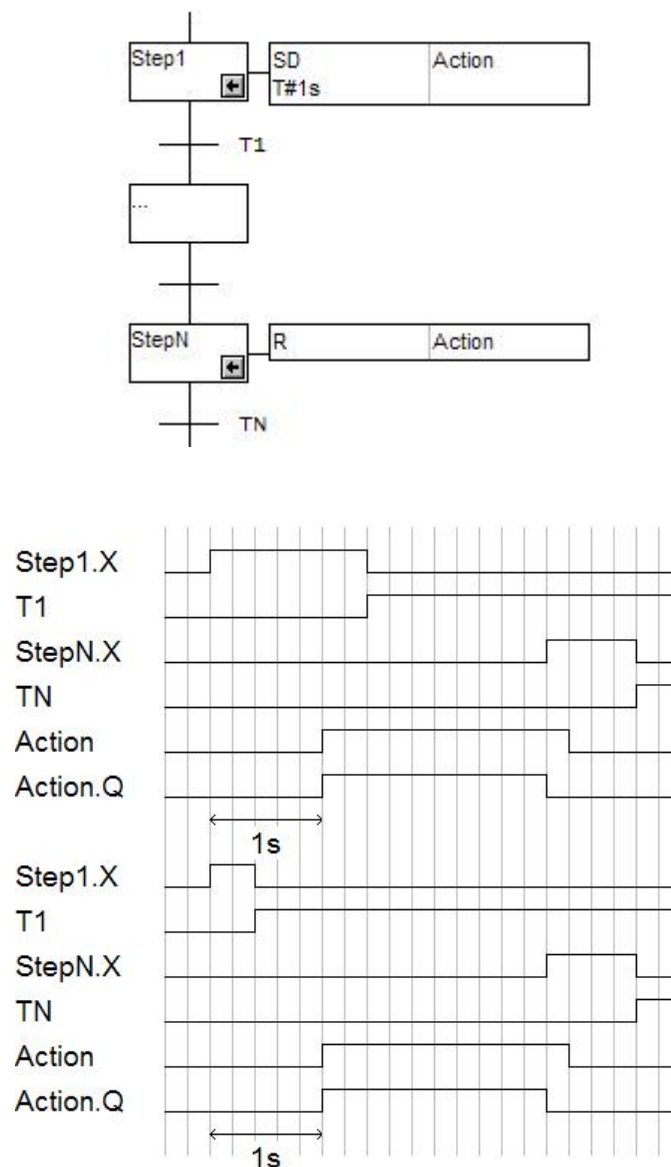 Step1
SD
Action
T#1s
T1
...
StepN
R
Action
TN
Step1.X
T1
StepN.X
TN
Action
Action.Q
1s
Step1.X
T1
StepN.X
TN
Action
Action.Q
1s